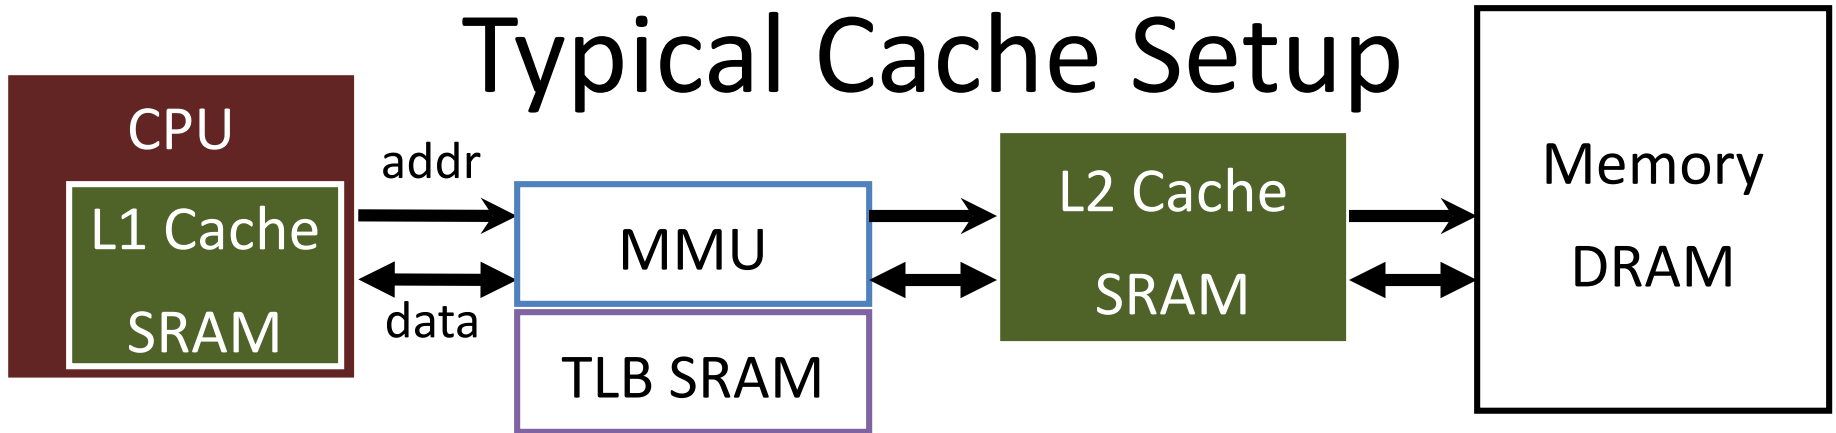 Typical Cache Setup
CPU
L1 Cache
SRAM
addr
data
MMU
TLB SRAM
L2 Cache
SRAM
Memory
DRAM